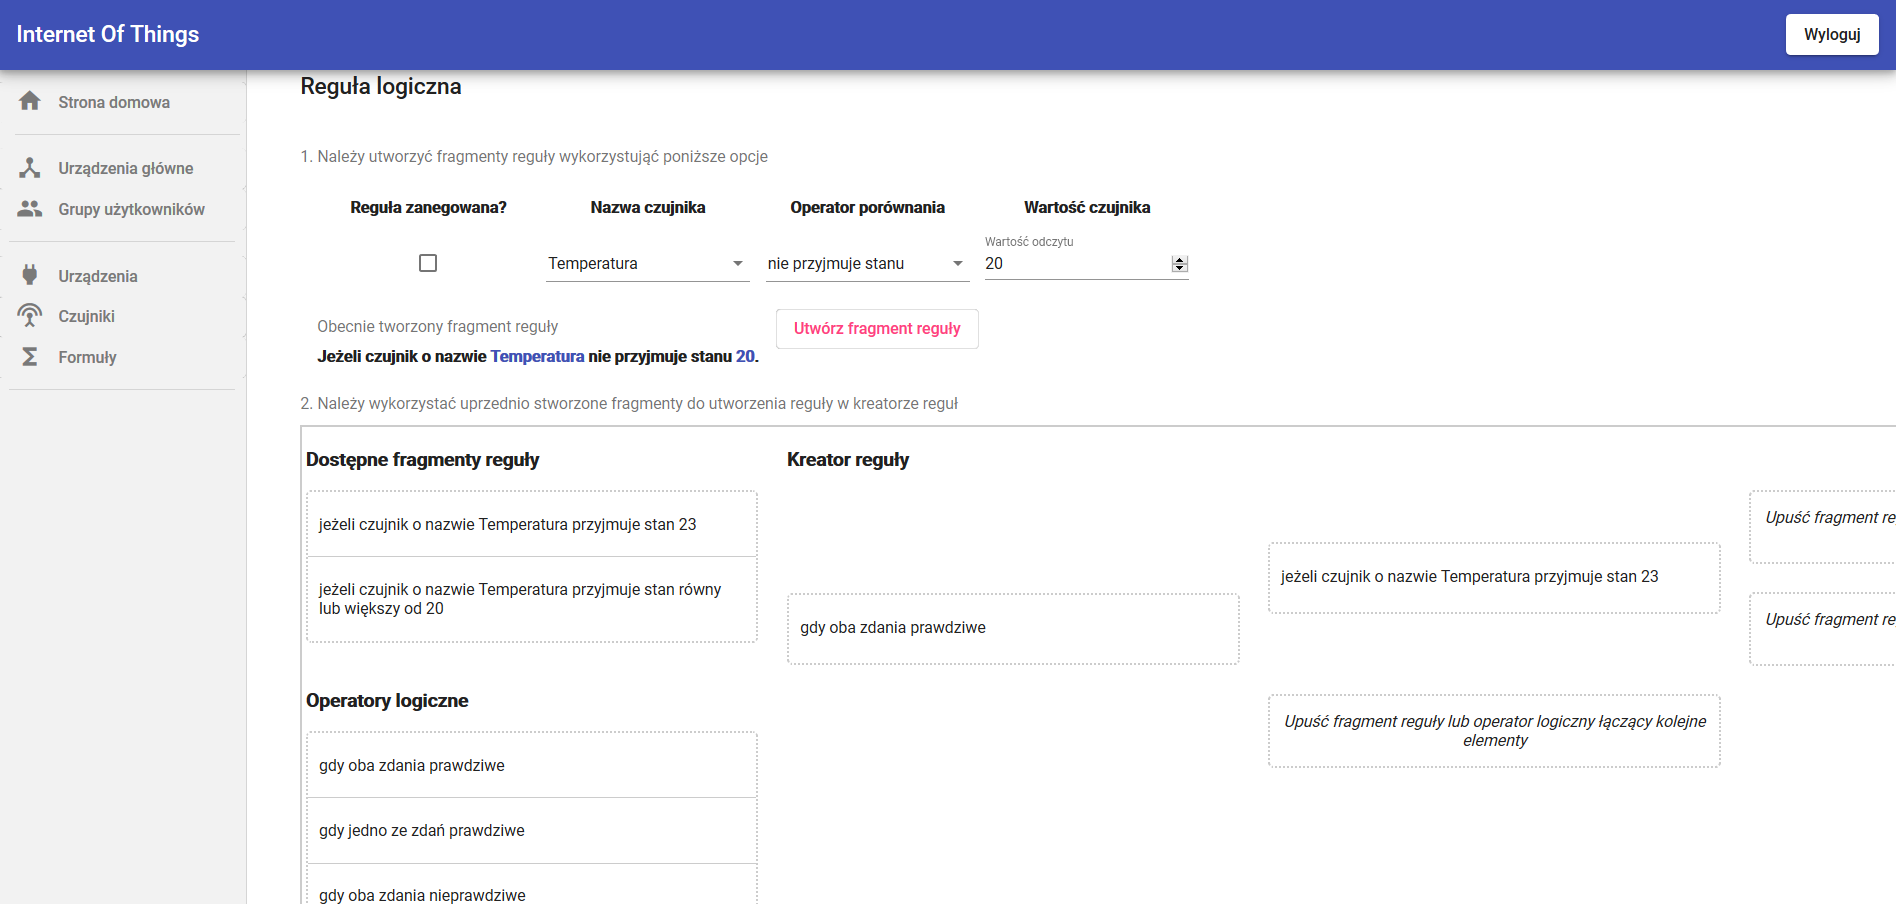 Internet Of Things
Wyloguj
Strona domowa
Urządzenia główne
Grupy użytkowników
Urządzenia
Czujniki
Formuły
Reguła logiczna
1. Należy utworzyć fragmenty reguły wykorzystująć poniższe opcje
Reguła zanegowana?
Nazwa czujnika
Operator porównania
Wartość czujnika
Temperatura
nie przyjmuje stanu
Wartość odczytu
20
Obecnie tworzony fragment reguły
Jeżeli czujnik o nazwie Temperatura nie przyjmuje stanu 20.
Utwórz fragment reguły
2. Należy wykorzystać uprzednio stworzone fragmenty do utworzenia reguły w kreatorze reguł
Dostępne fragmenty reguły
jeżeli czujnik o nazwie Temperatura przyjmuje stan 23
jeżeli czujnik o nazwie Temperatura przyjmuje stan równy
lub większy od 20
Operatory logiczne
gdy oba zdania prawdziwe
gdy jedno ze zdań prawdziwe
gdy oba zdania nieprawdziwe
Kreator reguły
gdy oba zdania prawdziwe
jeżeli czujnik o nazwie Temperatura przyjmuje stan 23
Upuść fragment reguły lub operator logiczny łączący kolejne
elementy
Upuść fragment re
Upuść fragment re